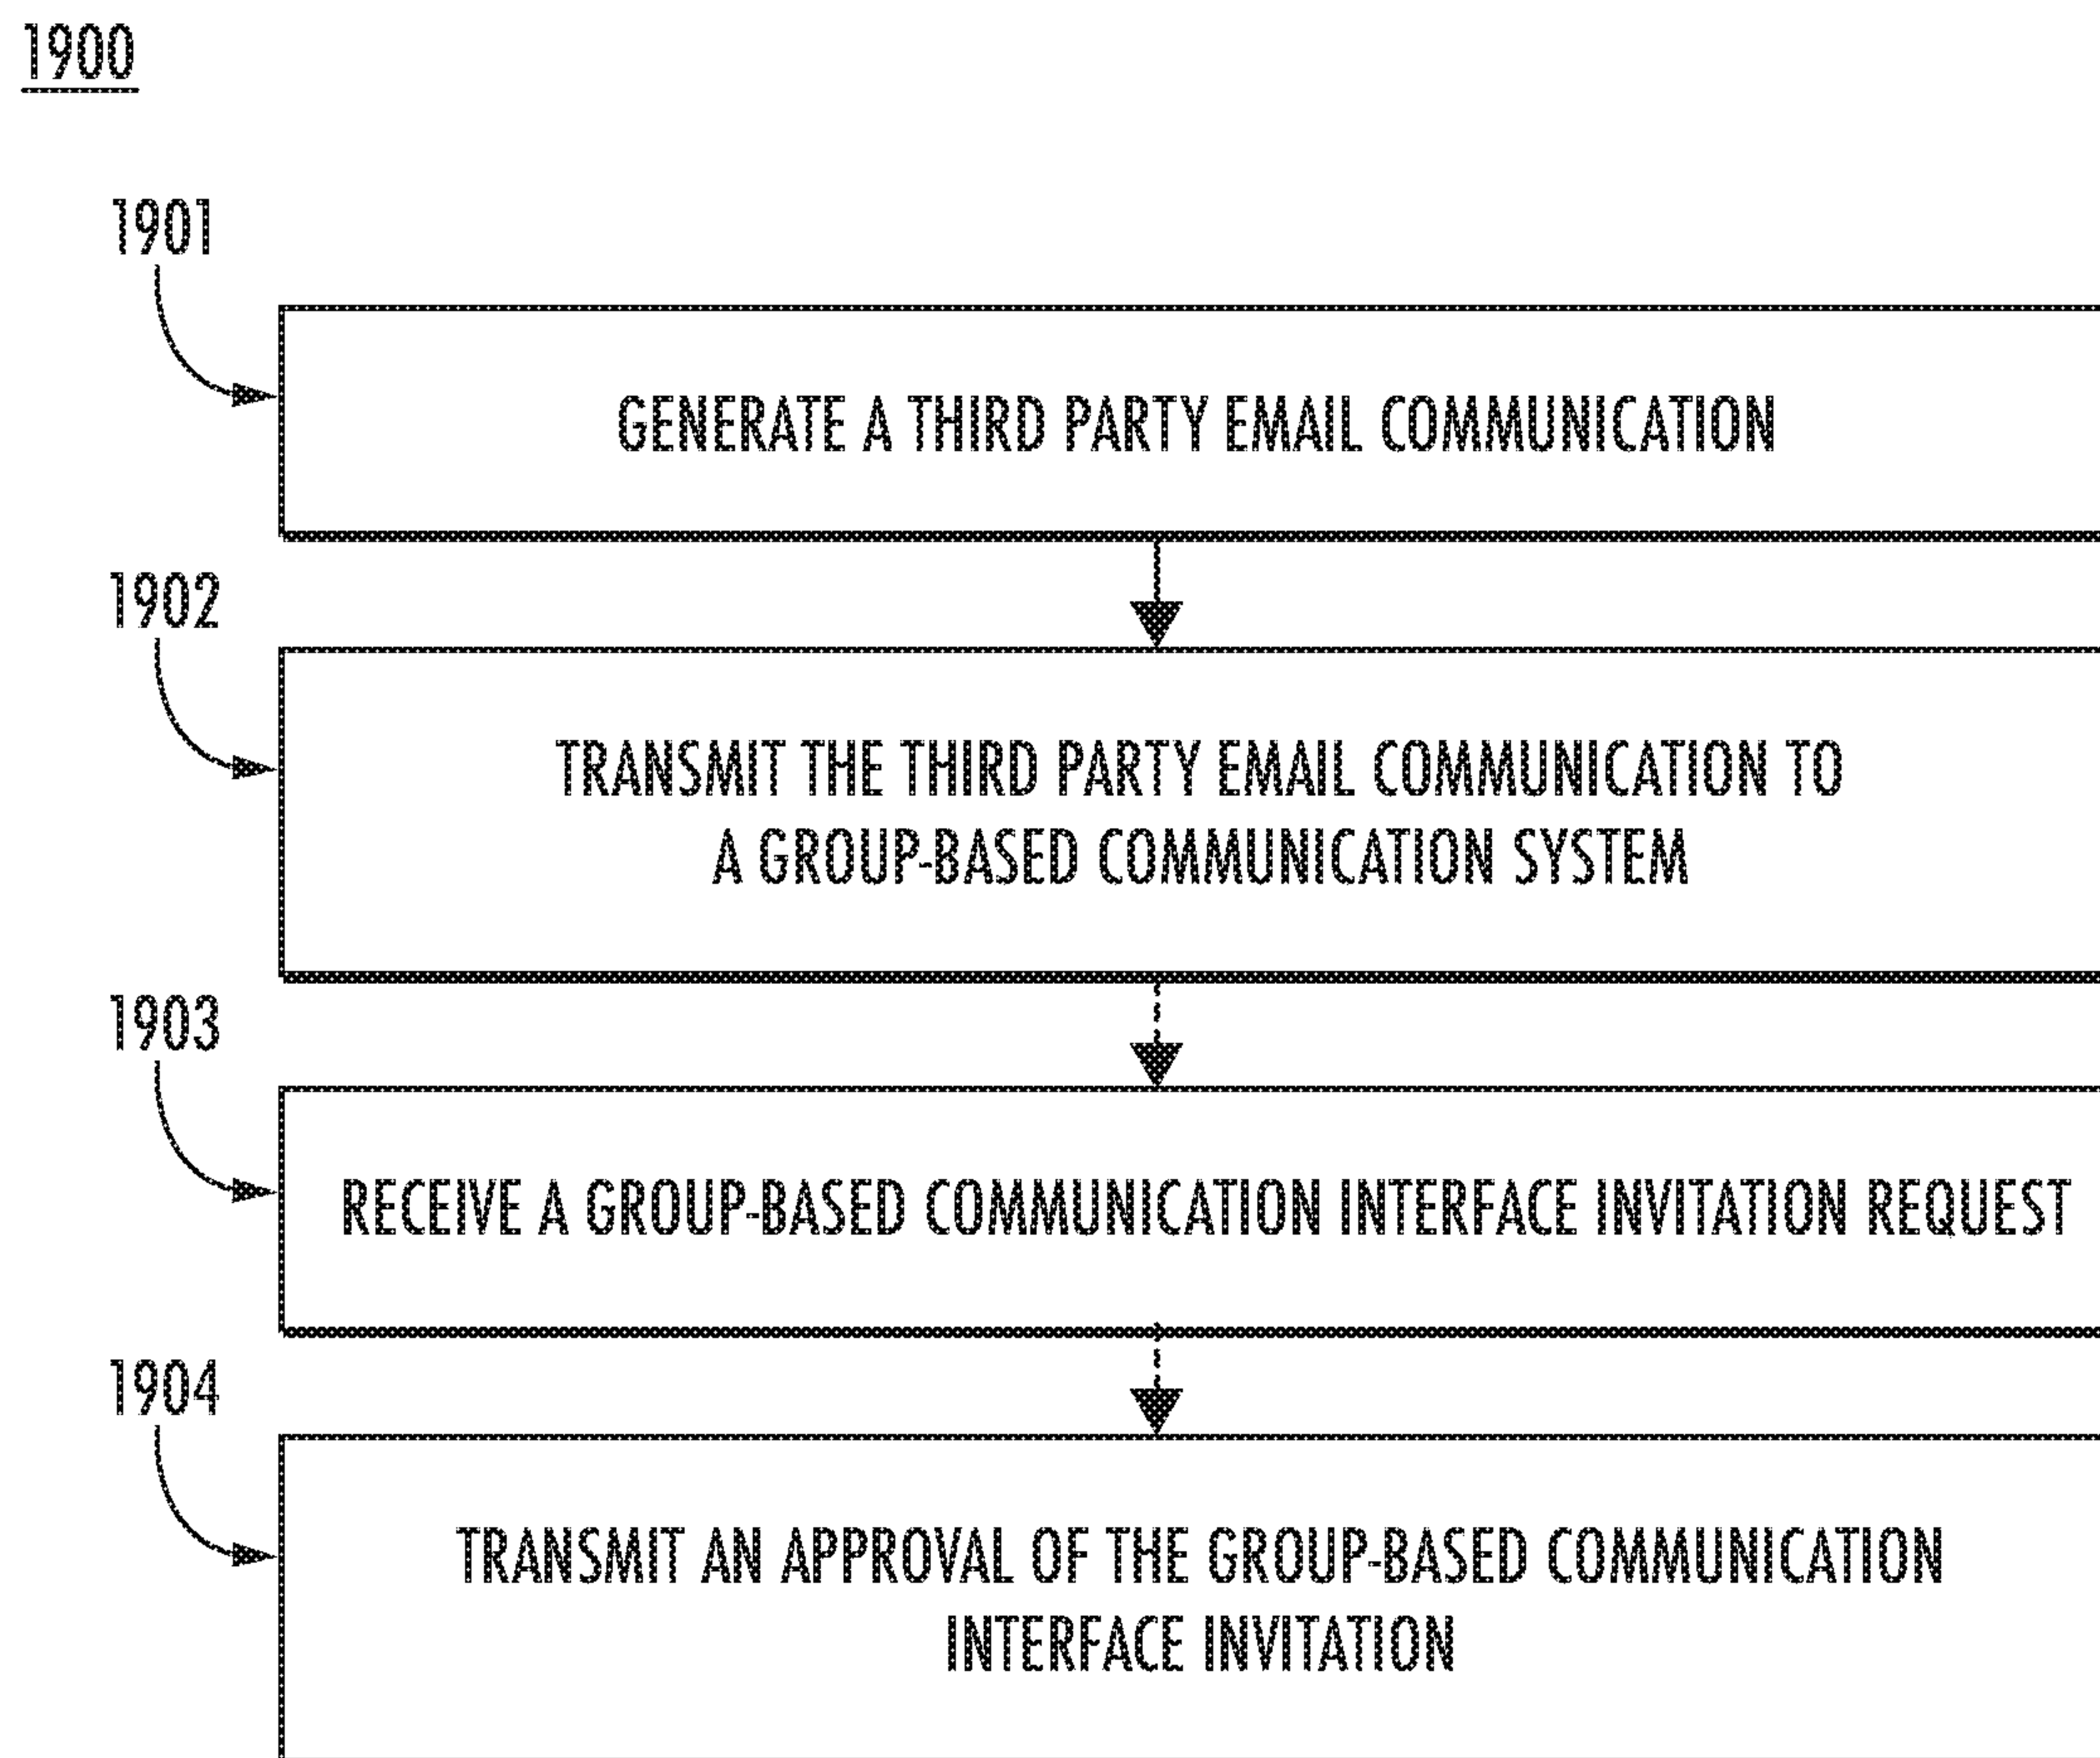 1900
1901
GENERATE A THIRD PARTY EMAIL COMMUNICATION
1902
TRANSMIT THE THIRD PARTY EMAIL COMMUNICATION TO
A GROUP-BASED COMMUNICATION SYSTEM
1903
RECEIVE A GROUP-BASED COMMUNICATION INTERFACE INVITATION REQUEST
1904
TRANSMIT AN APPROVAL OF THE GROUP-BASED COMMUNICATION
INTERFACE INVITATION